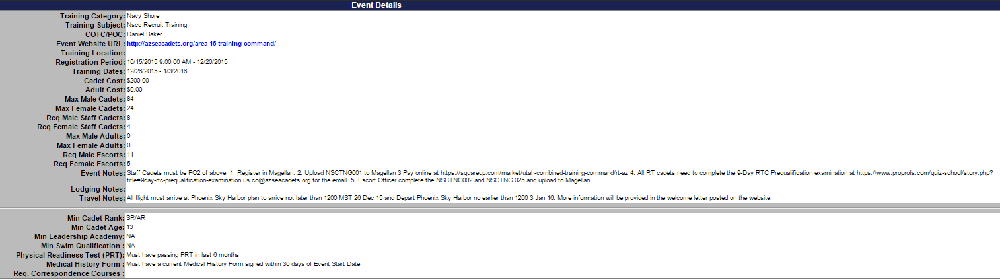 Event Details
Training Category: Navy Shore
Training Subject: Nscc Recruit Training
COTC/POC: Daniel Baker
Event Website URL: http://azseacadets.org/area-15-training-command/
Training Location:
Registration Period: 10/15/2015 9:00:00 AM - 12/20/2015
Training Dates: 12/26/2015 - 1/3/2016
Cadet Cost: $200.00
Adult Cost: $0.00
Max Male Cadets: 84
Max Female Cadets: 24
Req Male Staff Cadets: 8
Req Female Staff Cadets: 4
Max Male Adults: 0
Max Female Adults: 0
Req Male Escorts: 11
Req Female Escorts: 5
Event Notes: Staff Cadets must be PO2 of above. 1. Register in Magellan. 2. Upload NSCTNG001 to Magellan 3 Pay online at https://squareup.com/market/utah-combined-training-command/rt-az 4. All RT cadets need to complete the 9-Day RTC Prequalification examination at https://www.proprofs.com/quiz-school/story.php?
title=9day-rtc-prequalification-examination us co@azseacadets.org for the email. 5. Escort Officer complete the NSCTNG002 and NSCTNG 025 and upload to Magellan.
Lodging Notes:
Travel Notes: All flight must arrive at Phoenix Sky Harbor plan to arrive not later than 1200 MST 26 Dec 15 and Depart Phoenix Sky Harbor no earlier than 1200 3 Jan 16. More information will be provided in the welcome letter posted on the website.
Min Cadet Rank: SR/AR
Min Cadet Age: 13
Min Leadership Academy: NA
Min Swim Qualification : NA
Physical Readiness Test (PRT): Must have passing PRT in last 6 months
Medical History Form : Must have a current Medical History Form signed within 30 days of Event Start Date
Req. Correspondence Courses :